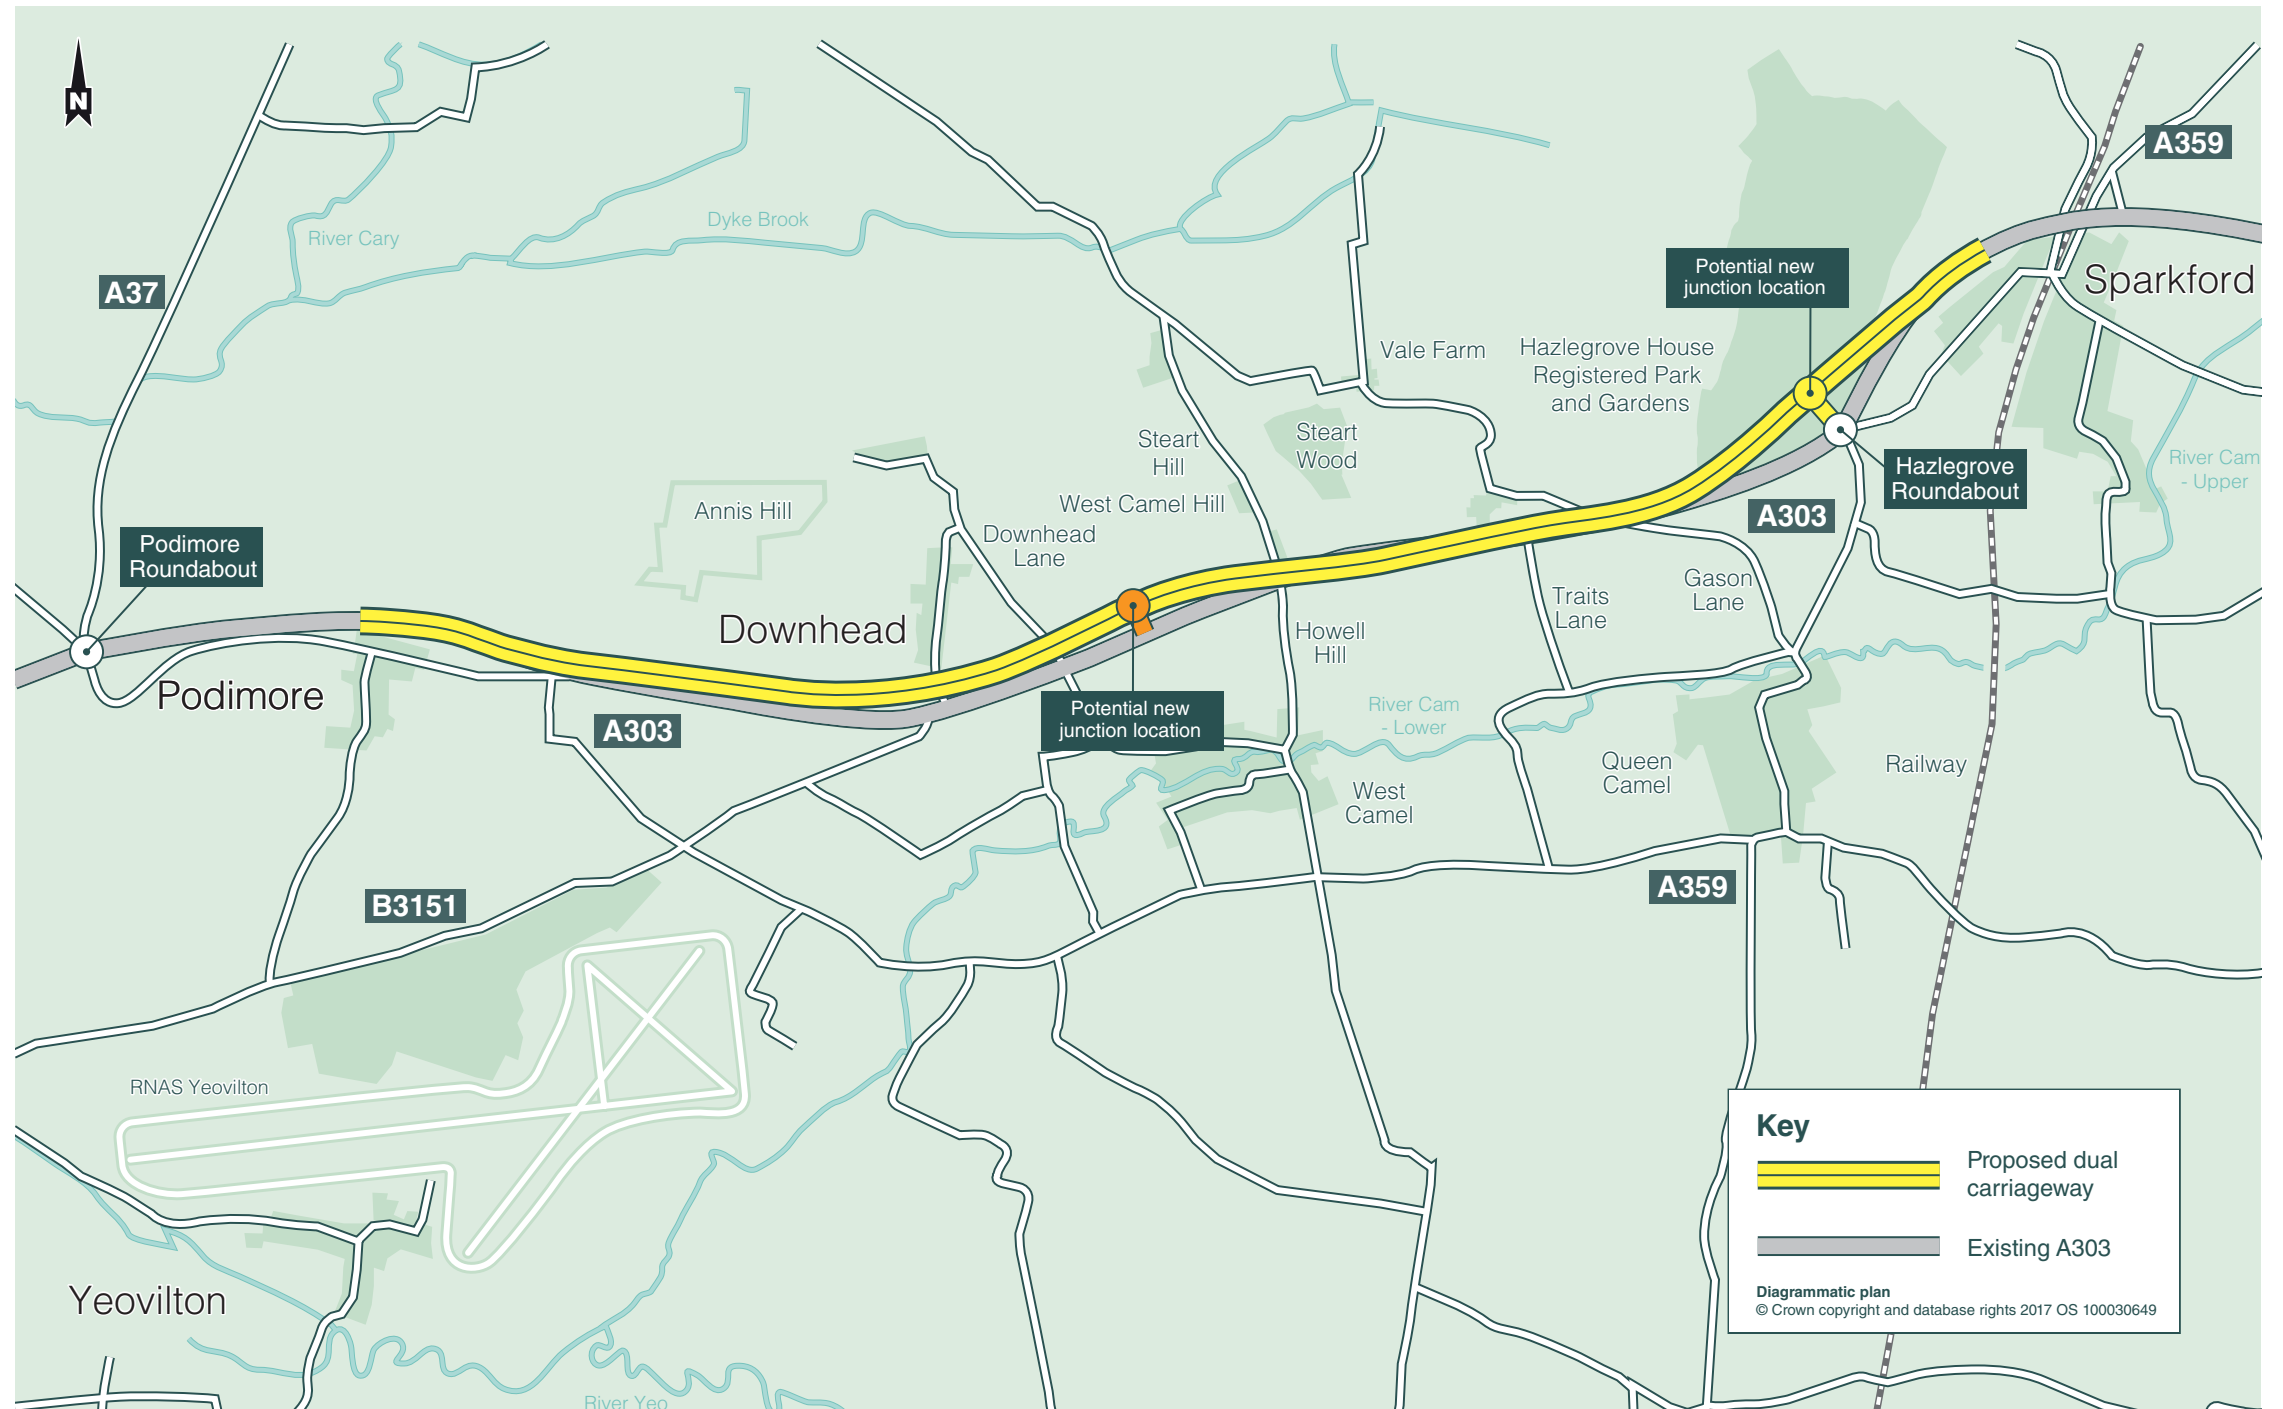 N
A359
River Cary
Dyke Brook
A37
Potential new
junction location
Sparkford
Vale Farm
Hazlegrove House
Registered Park
and Gardens
Steart
Hill
Steart
Wood
Hazlegrove
Roundabout
River Cam
- Upper
West Camel Hill
Annis Hill
A303
Downhead
Lane
Podimore
Roundabout
Downhead
Traits
Lane
Gason
Lane
Howell
Hill
Podimore
A303
Potential new
junction location
River Cam
- Lower
Queen
Camel
Railway
West
Camel
B3151
A359
RNAS Yeovilton
Yeovilton
River Yeo
Key
Proposed dual
carriageway
Existing A303
Diagrammatic plan
© Crown copyright and database rights 2017 OS 100030649